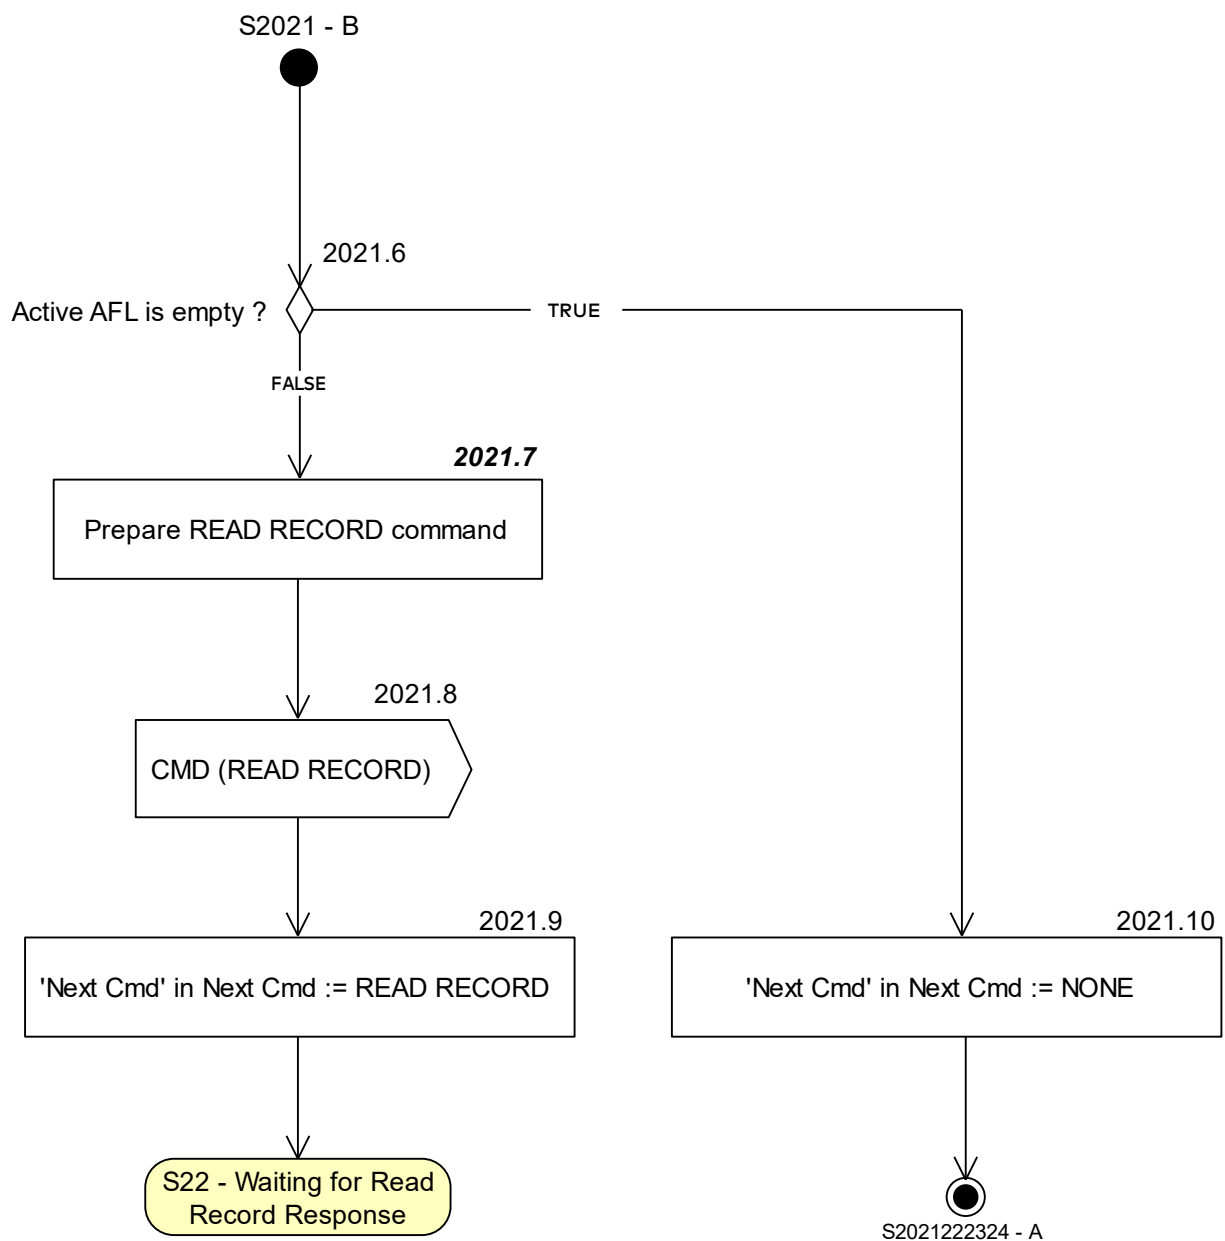 S2021 - B
2021.6
Active AFL is empty ?
TRUE
FALSE
2021.7
Prepare READ RECORD command
2021.8
CMD (READ RECORD)
2021.9
'Next Cmd' in Next Cmd := READ RECORD
2021.10
'Next Cmd' in Next Cmd := NONE
S22 - Waiting for Read
Record Response
S2021222324 - A